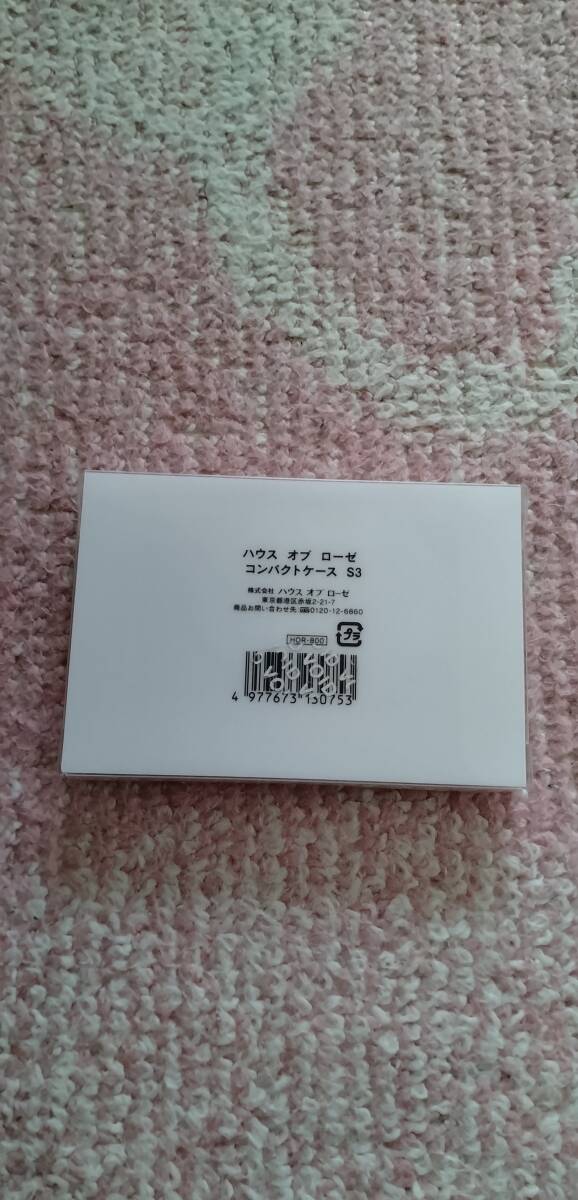 ハウス オブ ローゼ
コンパクトケース S3
株式会社 ハウス オブ ローゼ
東京都港区赤坂2-21-7
商品お問い合わせ先 0120-12-6860
プラ
HOR-800
4 977673 130753